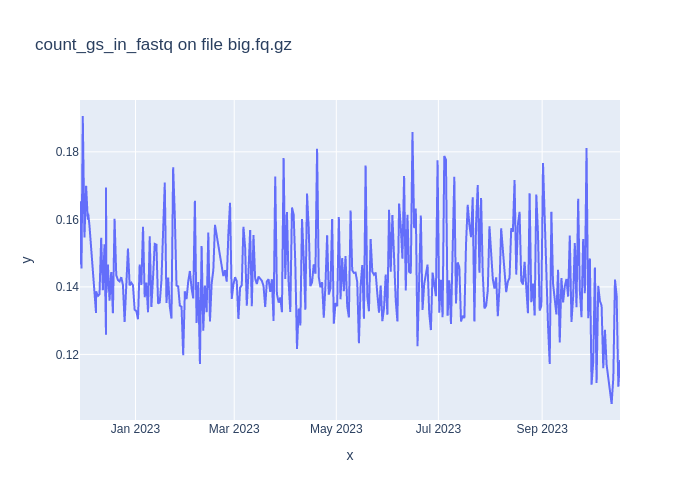 count_gs_in_fastq on file big.fq.gz
0.18
0.16
0.14
0.12
y
Jan 2023 Mar 2023 May 2023 Jul 2023 Sep 2023
x